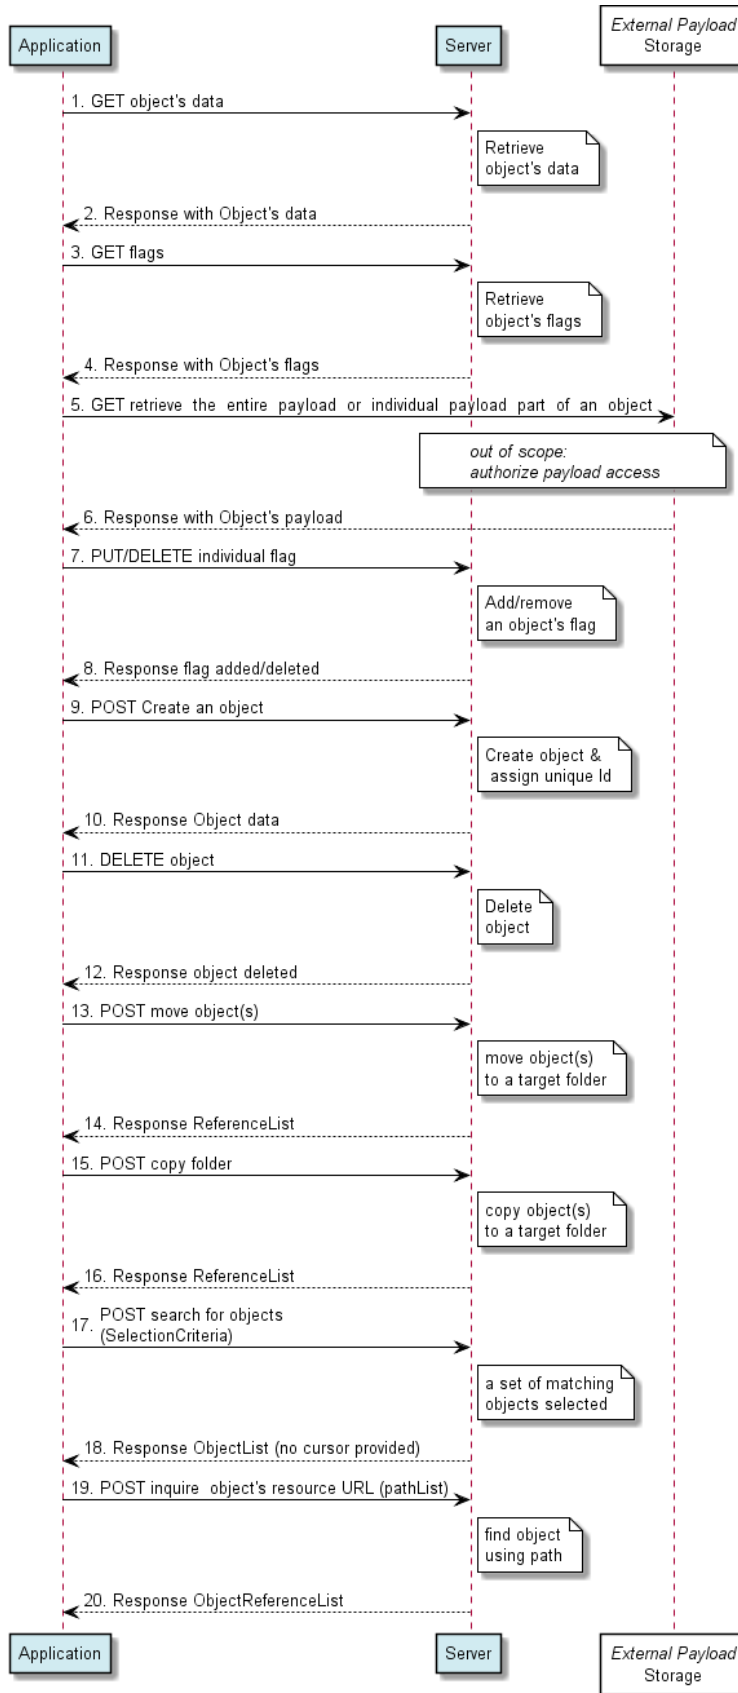 External Payload
Application
Server
Storage
1. GET object's data
Retrieve
object's data
2. Response with Object's data
3. GET flags
Retrieve
object's flags
4. Response with Object's flags
5. GET retrieve the entire payload or individual payload part of an object
out of scope:
authorize payload access
6. Response with Object's payload
7. PUT/DELETE individual flag
Add/remove
an object's flag
8. Response flag added/deleted
9. POST Create an object
Create object &
assign unique Id
10. Response Object data
11. DELETE object
Delete
object
12. Response object deleted
13. POST move object(s)
move object(s)
to a target folder
14. Response ReferenceList
15. POST copy folder
copy object(s)
to a target folder
16. Response ReferenceList
17. POST search for objects
(SelectionCriteria)
a set of matching
objects selected
18. Response ObjectList (no cursor provided)
19. POST inquire object's resource URL (pathList)
find object
using path
20. Response ObjectReferenceList
Application
Server
External Payload
Storage